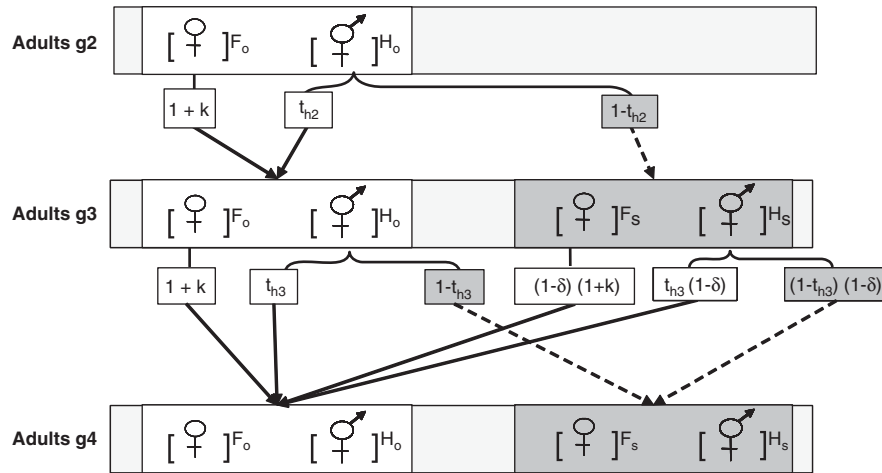 Adults g2 [ ]Fo [ ]Ho
1 + k th2 1-th2
Adults g3 [ ]Fo [ ]Ho [ ]FS [ ]HS
1 + k th3 1-th3 (1-δ) (1+k) th3 (1-δ) (1-th3) (1-δ)
Adults g4 [ ]Fo [ ]Ho [ ]Fs [ ]Hs